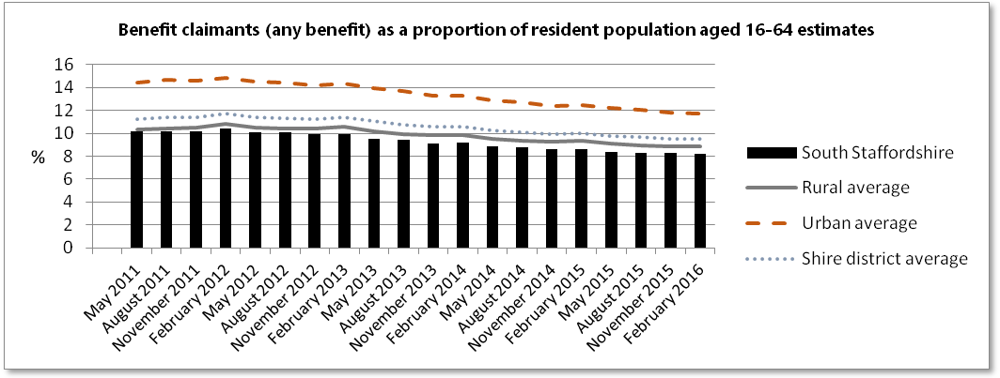 Benefit claimants (any benefit) as a proportion of resident population aged 16-64 estimates
16
14
12
10
8
6
4
2
0
%
May 2011
August 2011
November 2011
February 2012
May 2012
August 2012
November 2012
February 2013
May 2013
August 2013
November 2013
February 2014
May 2014
August 2014
November 2014
February 2015
May 2015
August 2015
November 2015
February 2016
South Staffordshire
Rural average
Urban average
Shire district average